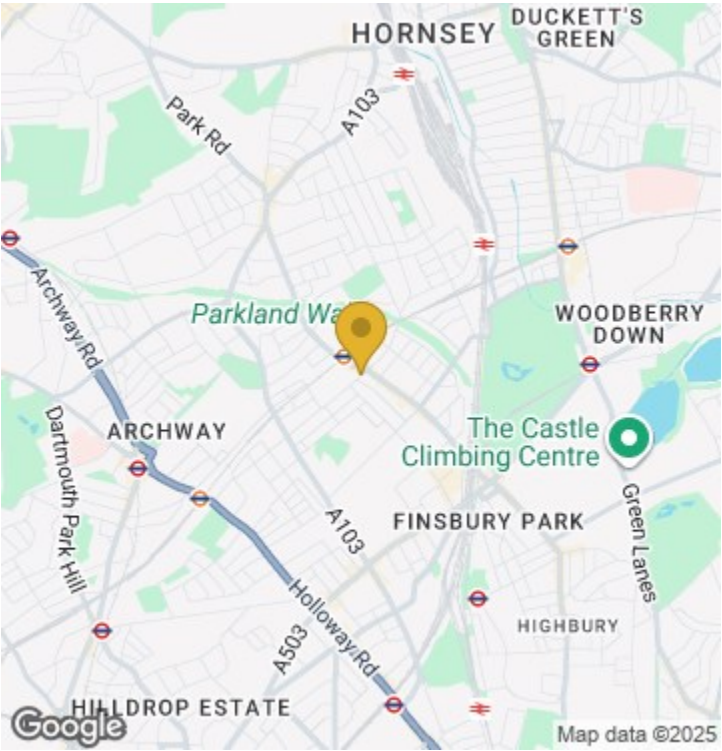 DUCKETT'S
GREEN
HORNSEY
Park Rd
A103
Archway Rd
Parkland Wa
WOODBERRY
DOWN
ARCHWAY
The Castle
Climbing Centre
Dartmouth Park Hill
A103
FINSBURY PARK
Green Lanes
Holloway Rd
A503
HIGHBURY
HILLDROP ESTATE
Google
Map data ©2025